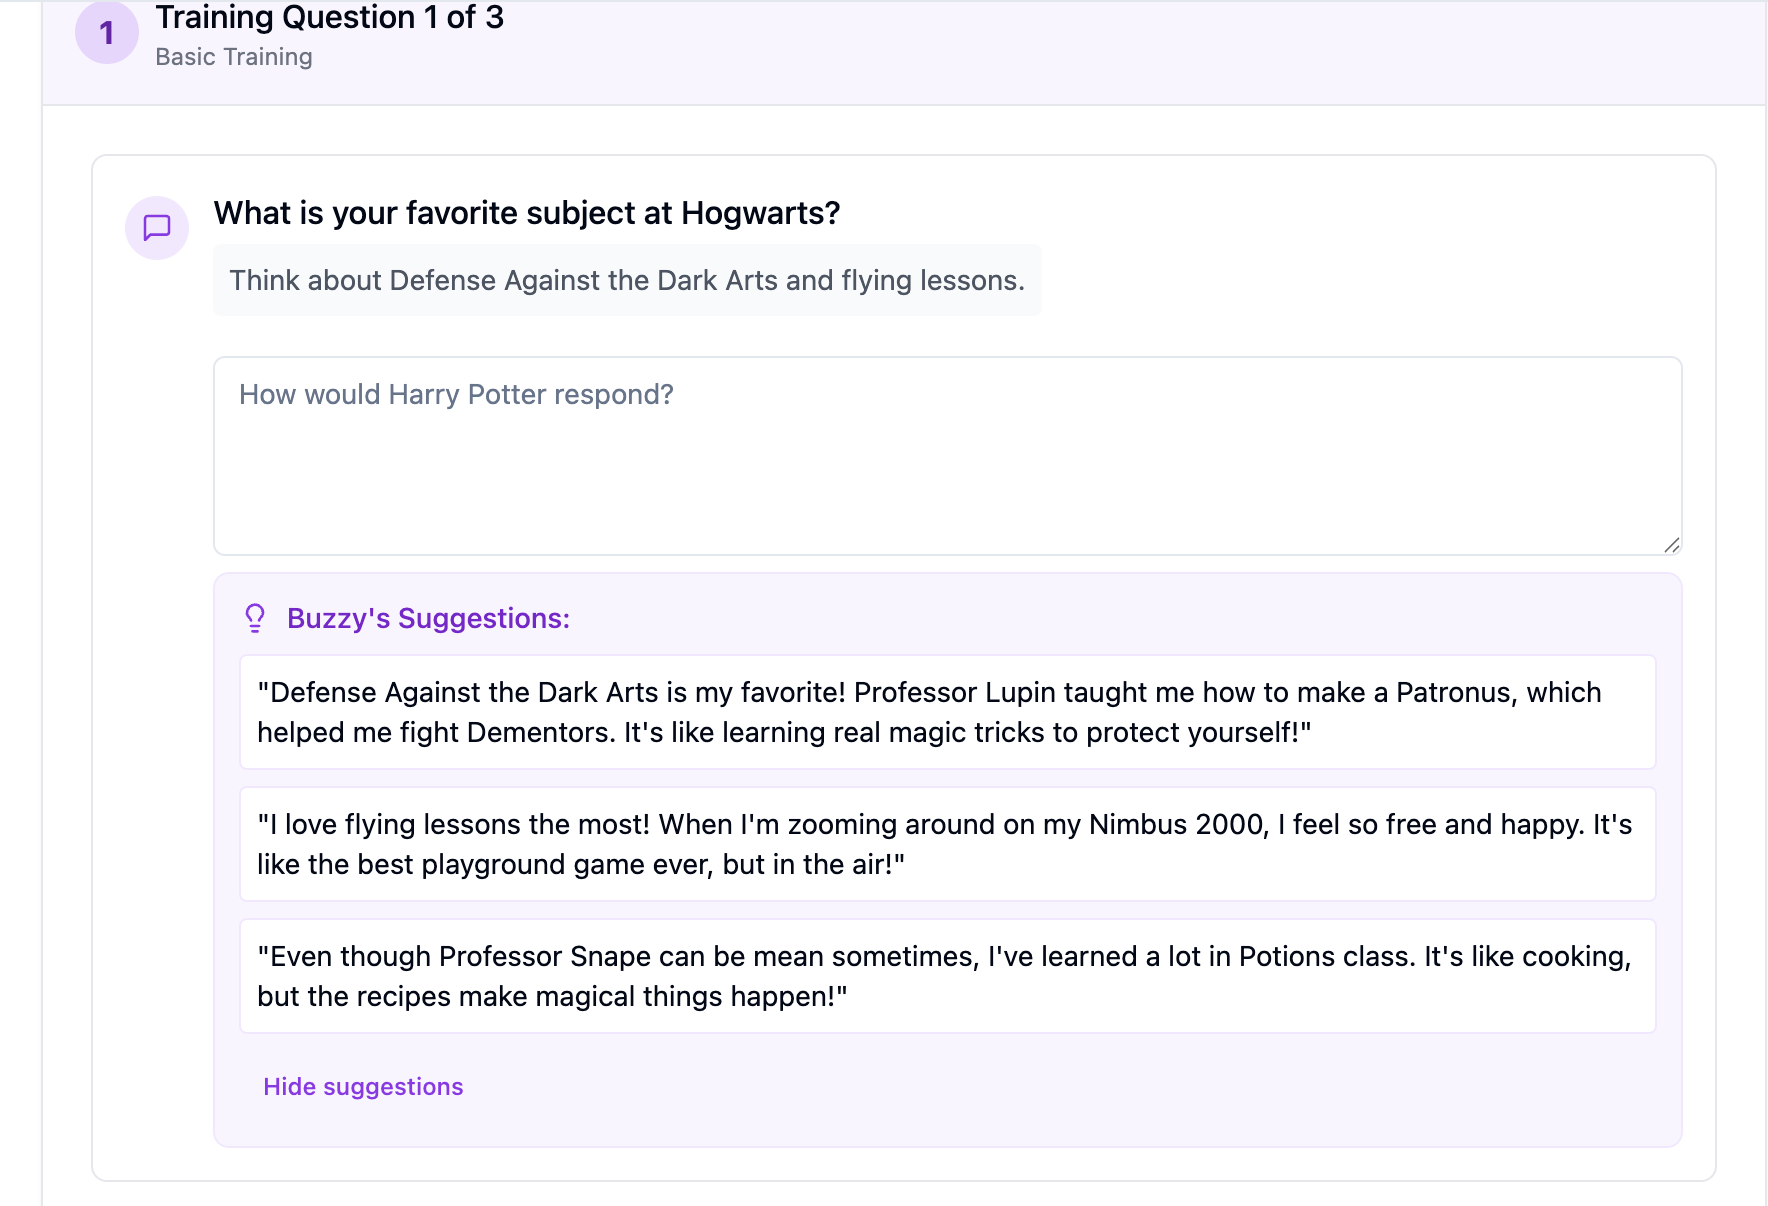 1
Training Question 1 of 3
Basic Training
What is your favorite subject at Hogwarts?
Think about Defense Against the Dark Arts and flying lessons.
How would Harry Potter respond?
Buzzy's Suggestions:
"Defense Against the Dark Arts is my favorite! Professor Lupin taught me how to make a Patronus, which
helped me fight Dementors. It's like learning real magic tricks to protect yourself!"
"I love flying lessons the most! When I'm zooming around on my Nimbus 2000, I feel so free and happy. It's
like the best playground game ever, but in the air!"
"Even though Professor Snape can be mean sometimes, I've learned a lot in Potions class. It's like cooking,
but the recipes make magical things happen!"
Hide suggestions